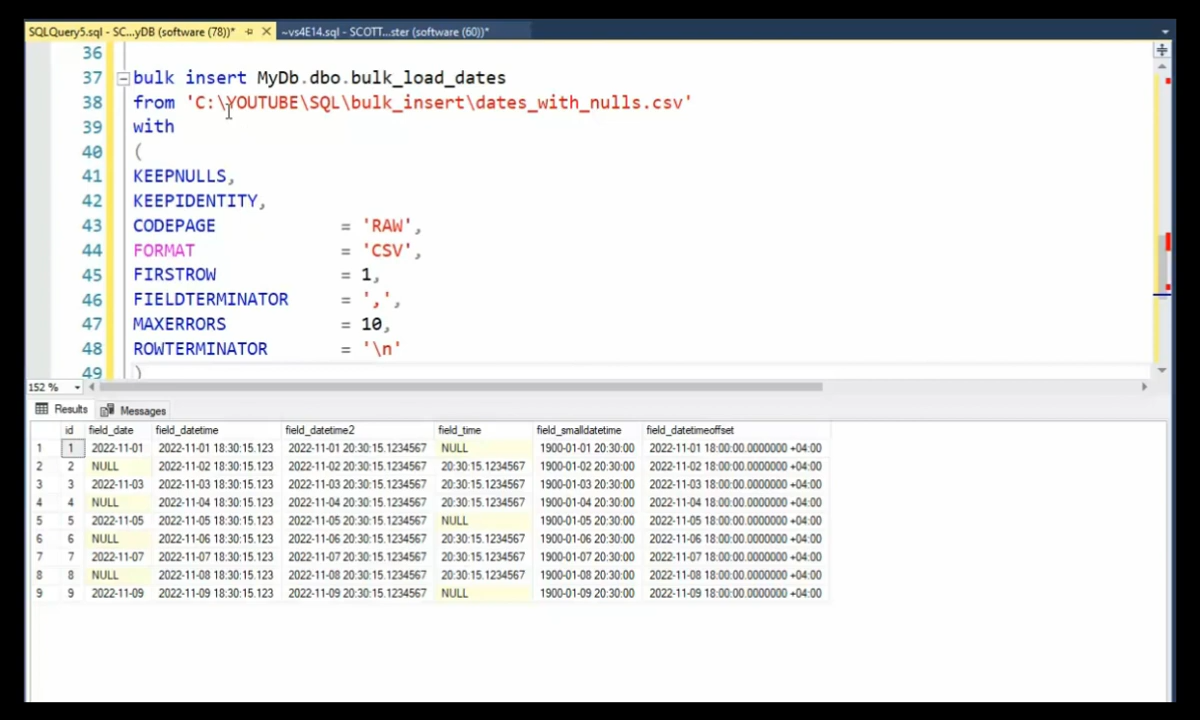 SQLQuery5.sql - SC...yDB (software (78))* ~vs4E14.sql - SCOTT...ster (software (60))*
36
37 bulk insert MyDb.dbo.bulk_load_dates
38 from 'C:\YOUTUBE\SQL\bulk_insert\dates_with_nulls.csv'
39 with
40 (
41 KEEPNULLS,
42 KEEPIDENTITY,
43 CODEPAGE = 'RAW',
44 FORMAT = 'CSV',
45 FIRSTROW = 1,
46 FIELDTERMINATOR = ',',
47 MAXERRORS = 10,
48 ROWTERMINATOR = '\n'
49 )
152 %
Results Messages
id field_date field_datetime field_datetime2 field_time field_smalldatetime field_datetimeoffset
1 1 2022-11-01 2022-11-01 18:30:15.123 2022-11-01 20:30:15.1234567 NULL 1900-01-01 20:30:00 2022-11-01 18:00:00.0000000 +04:00
2 2 NULL 2022-11-02 18:30:15.123 2022-11-02 20:30:15.1234567 20:30:15.1234567 1900-01-02 20:30:00 2022-11-02 18:00:00.0000000 +04:00
3 3 2022-11-03 2022-11-03 18:30:15.123 2022-11-03 20:30:15.1234567 20:30:15.1234567 1900-01-03 20:30:00 2022-11-03 18:00:00.0000000 +04:00
4 4 NULL 2022-11-04 18:30:15.123 2022-11-04 20:30:15.1234567 20:30:15.1234567 1900-01-04 20:30:00 2022-11-04 18:00:00.0000000 +04:00
5 5 2022-11-05 2022-11-05 18:30:15.123 2022-11-05 20:30:15.1234567 NULL 1900-01-05 20:30:00 2022-11-05 18:00:00.0000000 +04:00
6 6 NULL 2022-11-06 18:30:15.123 2022-11-06 20:30:15.1234567 20:30:15.1234567 1900-01-06 20:30:00 2022-11-06 18:00:00.0000000 +04:00
7 7 2022-11-07 2022-11-07 18:30:15.123 2022-11-07 20:30:15.1234567 20:30:15.1234567 1900-01-07 20:30:00 2022-11-07 18:00:00.0000000 +04:00
8 8 NULL 2022-11-08 18:30:15.123 2022-11-08 20:30:15.1234567 20:30:15.1234567 1900-01-08 20:30:00 2022-11-08 18:00:00.0000000 +04:00
9 9 2022-11-09 2022-11-09 18:30:15.123 2022-11-09 20:30:15.1234567 NULL 1900-01-09 20:30:00 2022-11-09 18:00:00.0000000 +04:00